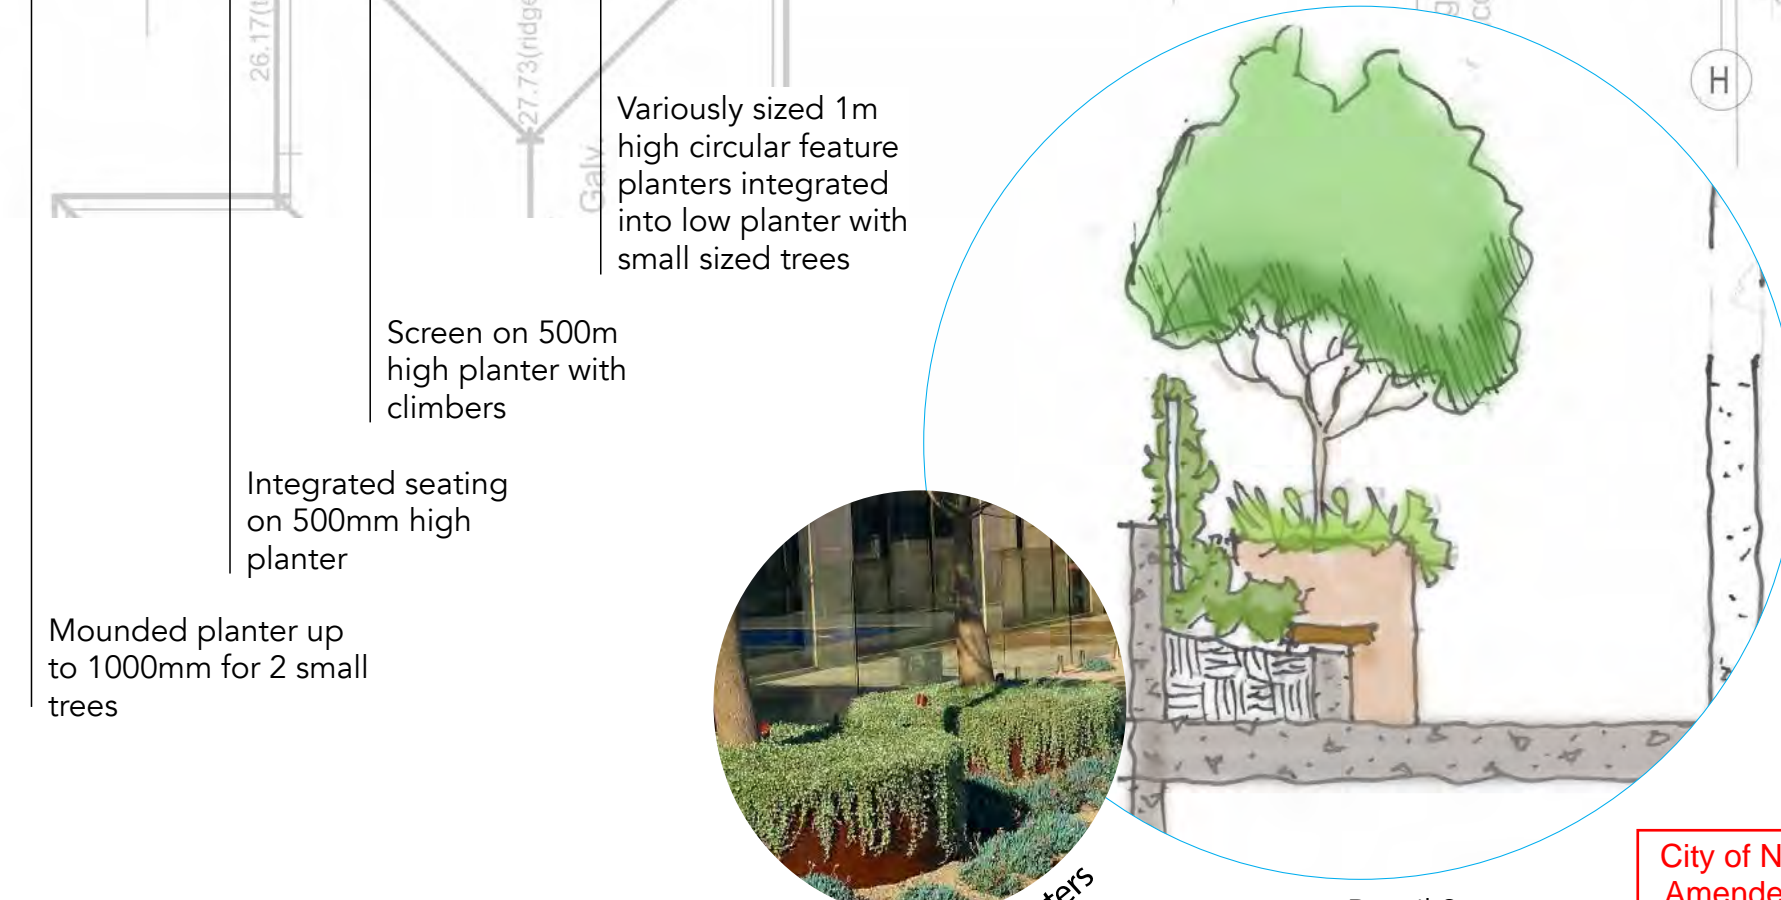 26.17(t
27.73(ridge
Galv
H
Variously sized 1m
high circular feature
planters integrated
into low planter with
small sized trees
Screen on 500m
high planter with
climbers
Integrated seating
on 500mm high
planter
Mounded planter up
to 1000mm for 2 small
trees
City of N
Amende